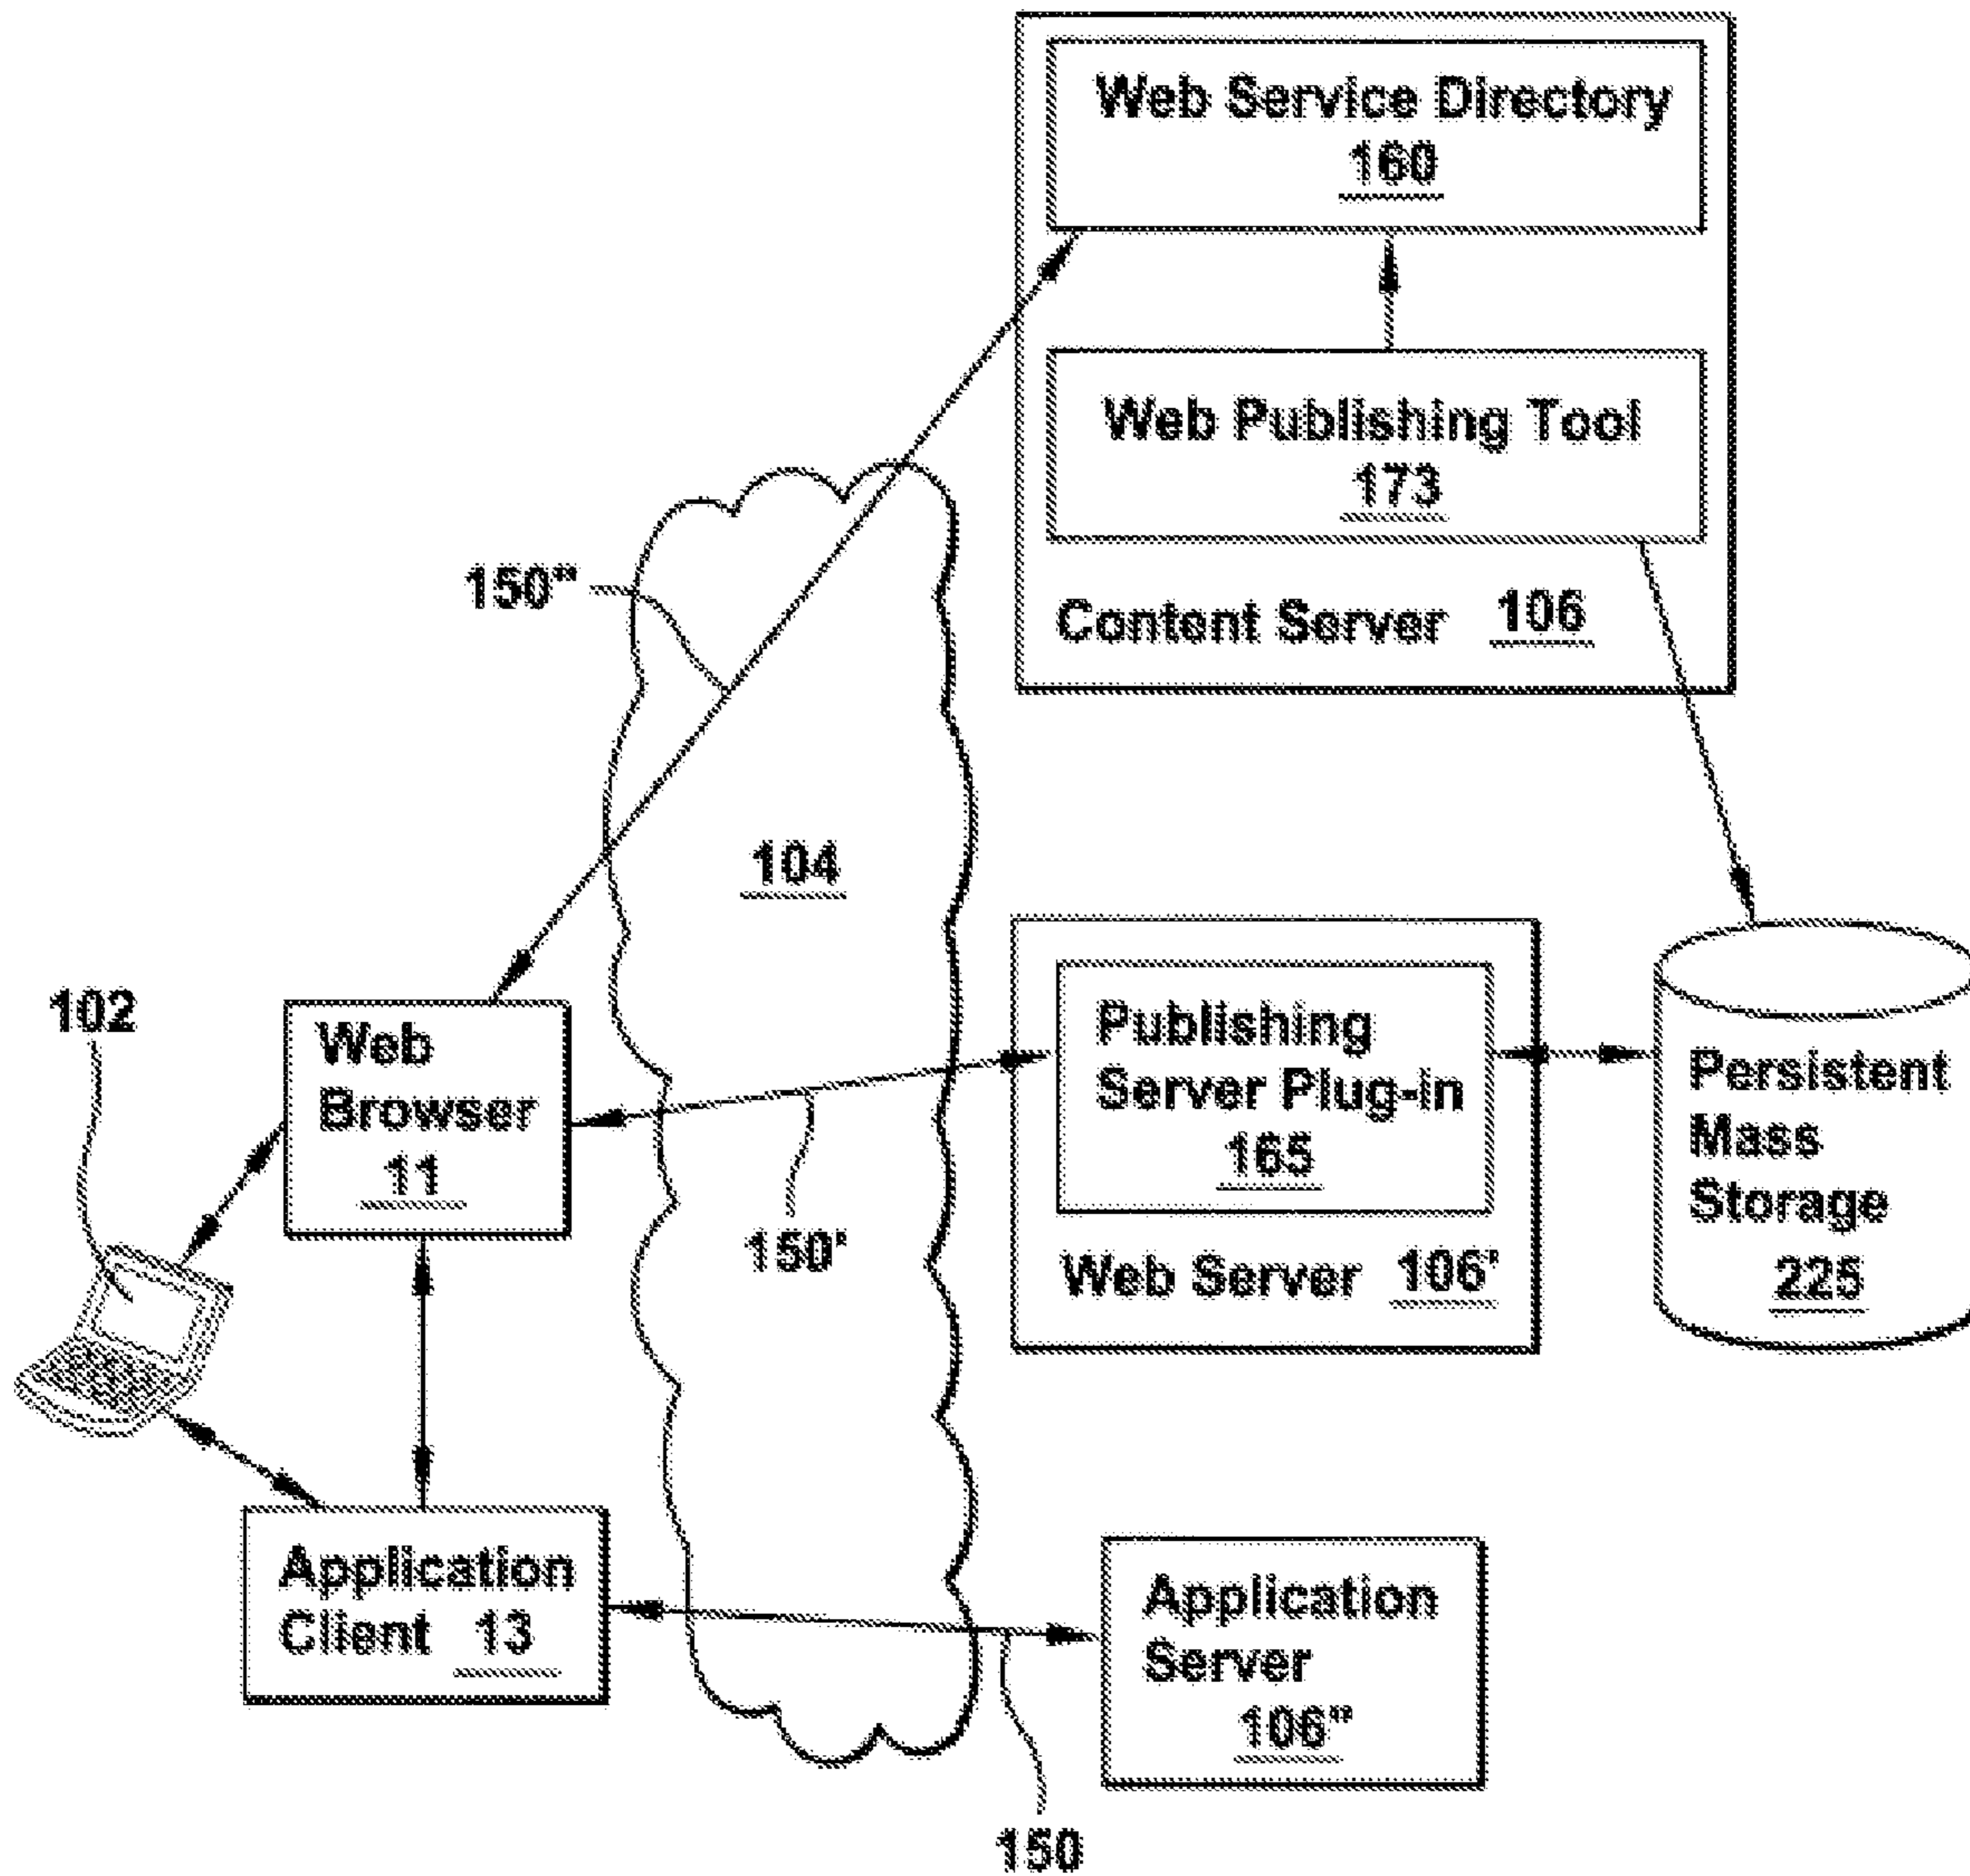 Web Service Directory
160
Web Publishing Tool
173
Content Server 106
150"
104
102
Web
Browser
11
150'
Publishing
Server Plug-in
165
Web Server 106'
Persistent
Mass
Storage
225
Application
Client 13
Application
Server
106"
150